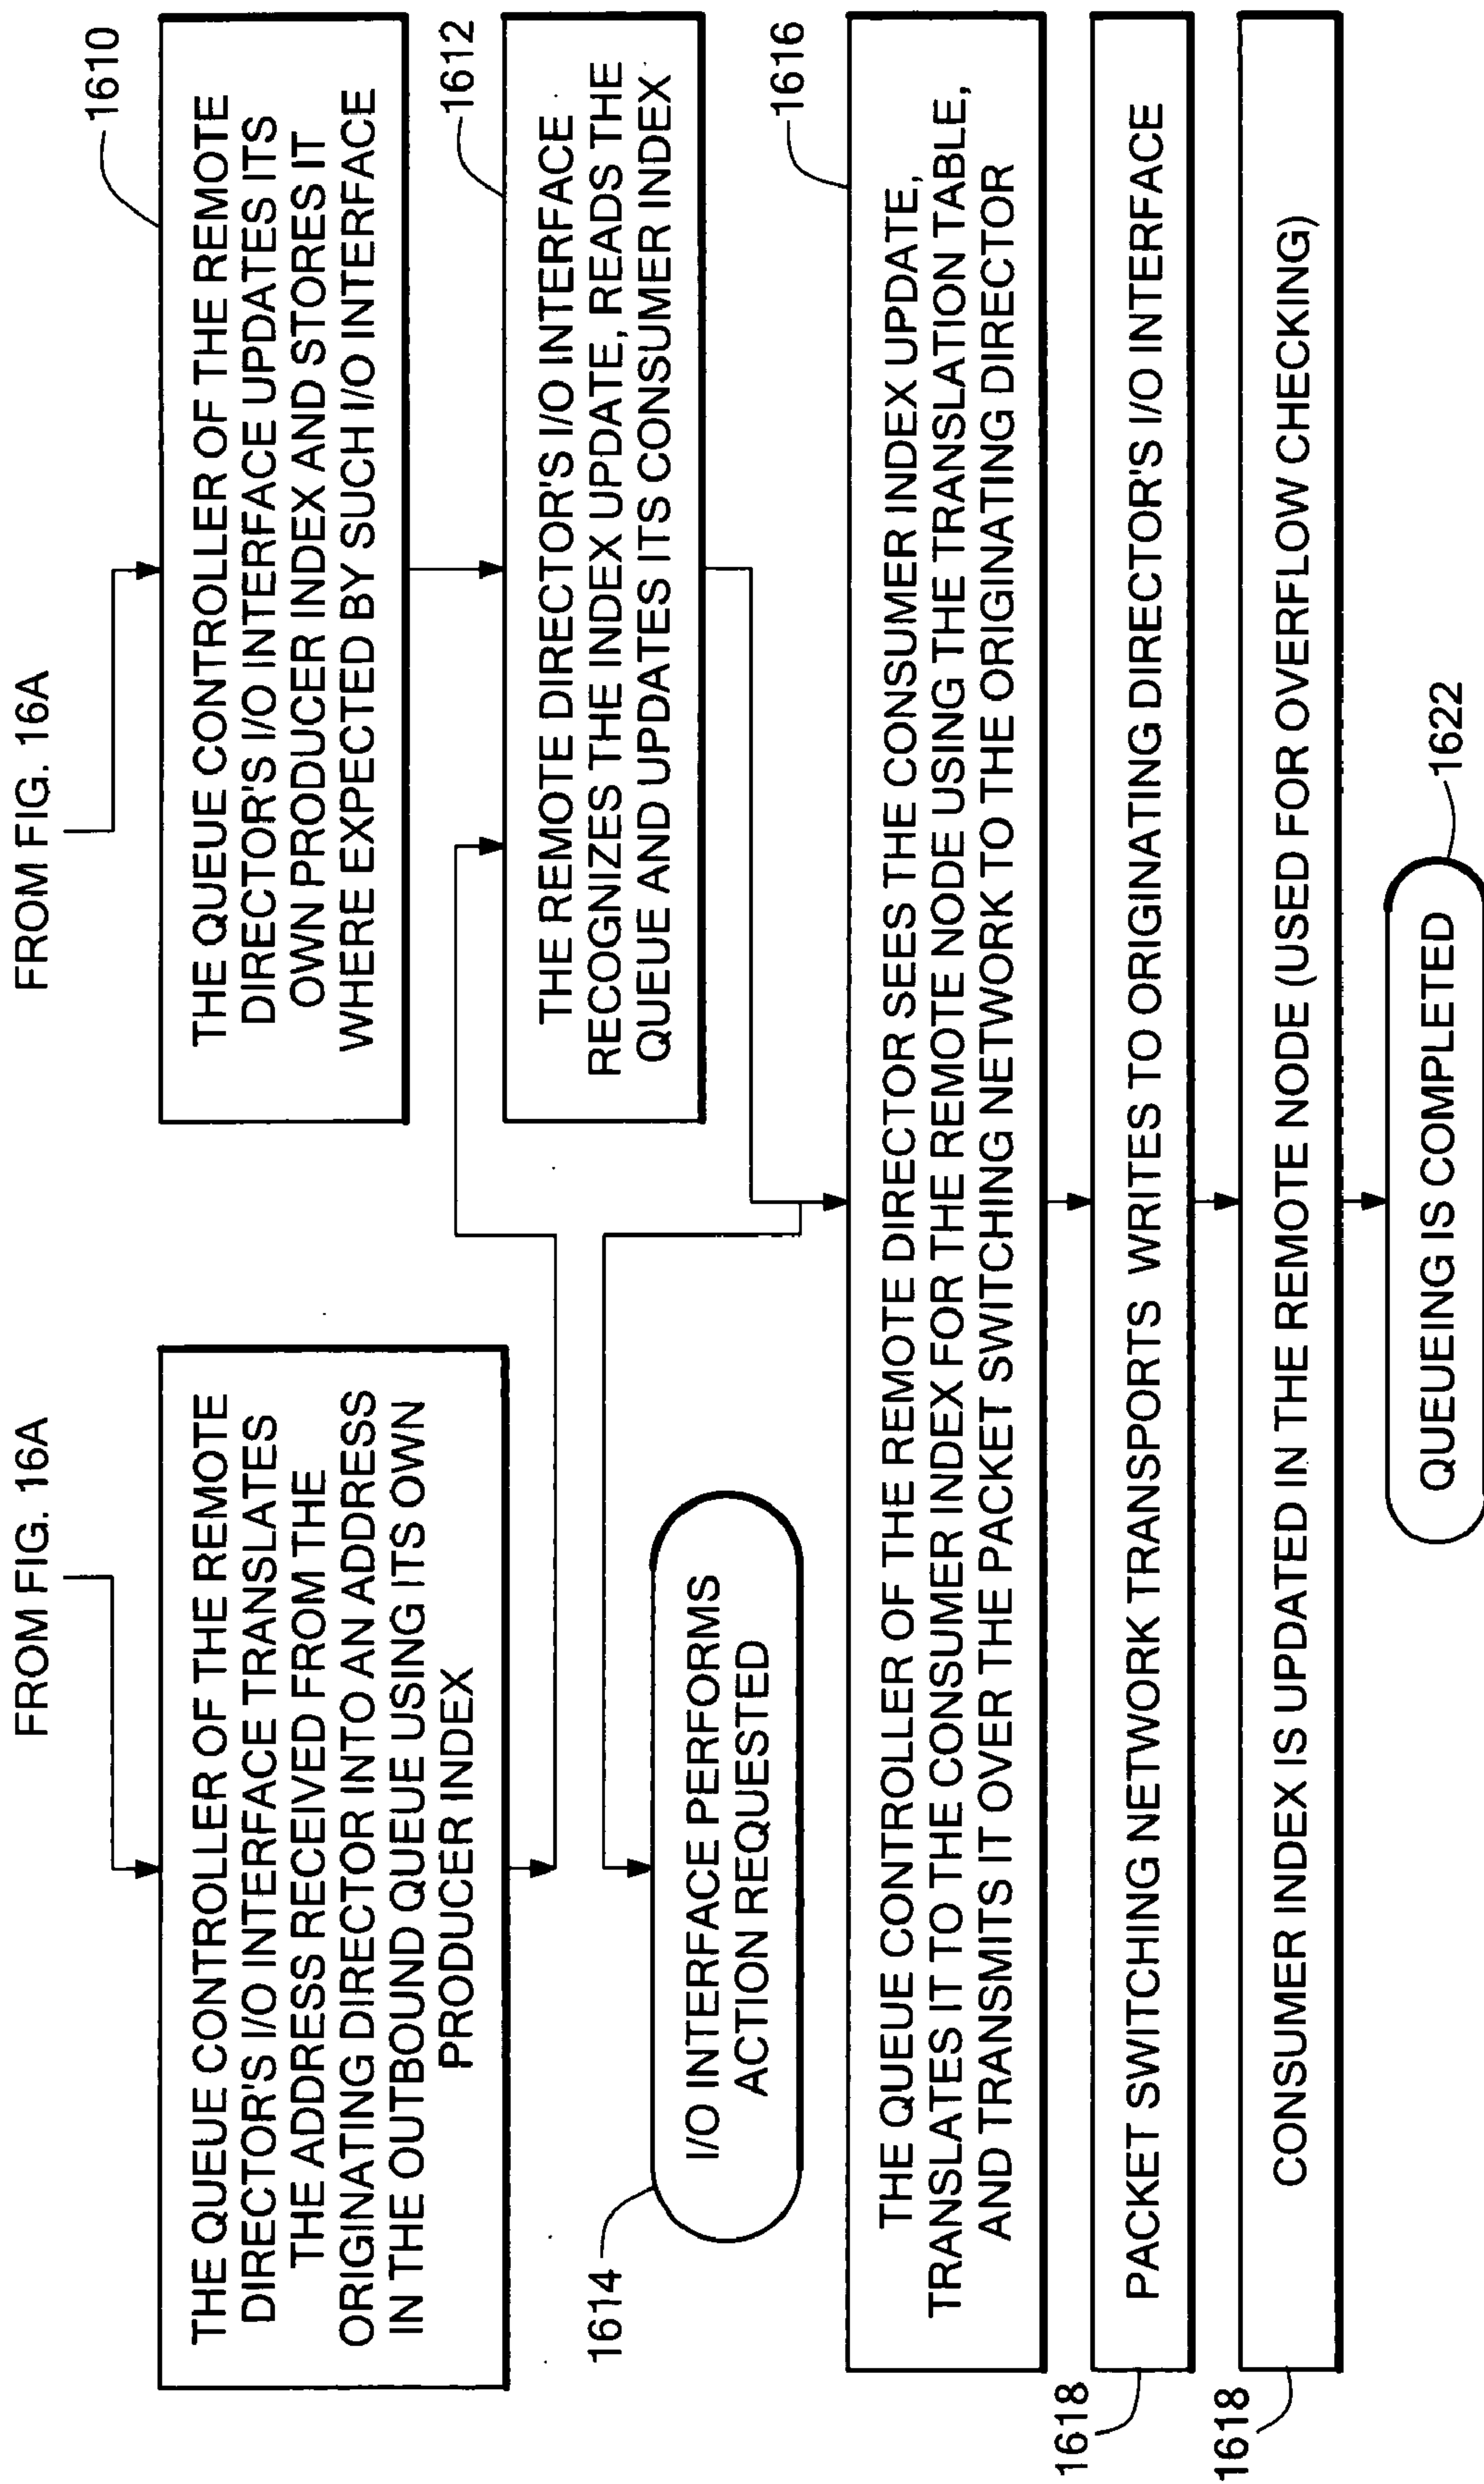 FROM FIG. 16A
THE QUEUE CONTROLLER OF THE REMOTE
DIRECTOR'S I/O INTERFACE TRANSLATES
THE ADDRESS RECEIVED FROM THE
ORIGINATING DIRECTOR INTO AN ADDRESS
IN THE OUTBOUND QUEUE USING ITS OWN
PRODUCER INDEX
FROM FIG. 16A
1610
THE QUEUE CONTROLLER OF THE REMOTE
DIRECTOR'S I/O INTERFACE UPDATES ITS
OWN PRODUCER INDEX AND STORES IT
WHERE EXPECTED BY SUCH I/O INTERFACE
1612
THE REMOTE DIRECTOR'S I/O INTERFACE
RECOGNIZES THE INDEX UPDATE, READS THE
QUEUE AND UPDATES ITS CONSUMER INDEX
1614
I/O INTERFACE PERFORMS
ACTION REQUESTED
1616
THE QUEUE CONTROLLER OF THE REMOTE DIRECTOR SEES THE CONSUMER INDEX UPDATE,
TRANSLATES IT TO THE CONSUMER INDEX FOR THE REMOTE NODE USING THE TRANSLATION TABLE,
AND TRANSMITS IT OVER THE PACKET SWITCHING NETWORK TO THE ORIGINATING DIRECTOR
1618
PACKET SWITCHING NETWORK TRANSPORTS WRITES TO ORIGINATING DIRECTOR'S I/O INTERFACE
1618
CONSUMER INDEX IS UPDATED IN THE REMOTE NODE (USED FOR OVERFLOW CHECKING)
1622
QUEUEING IS COMPLETED